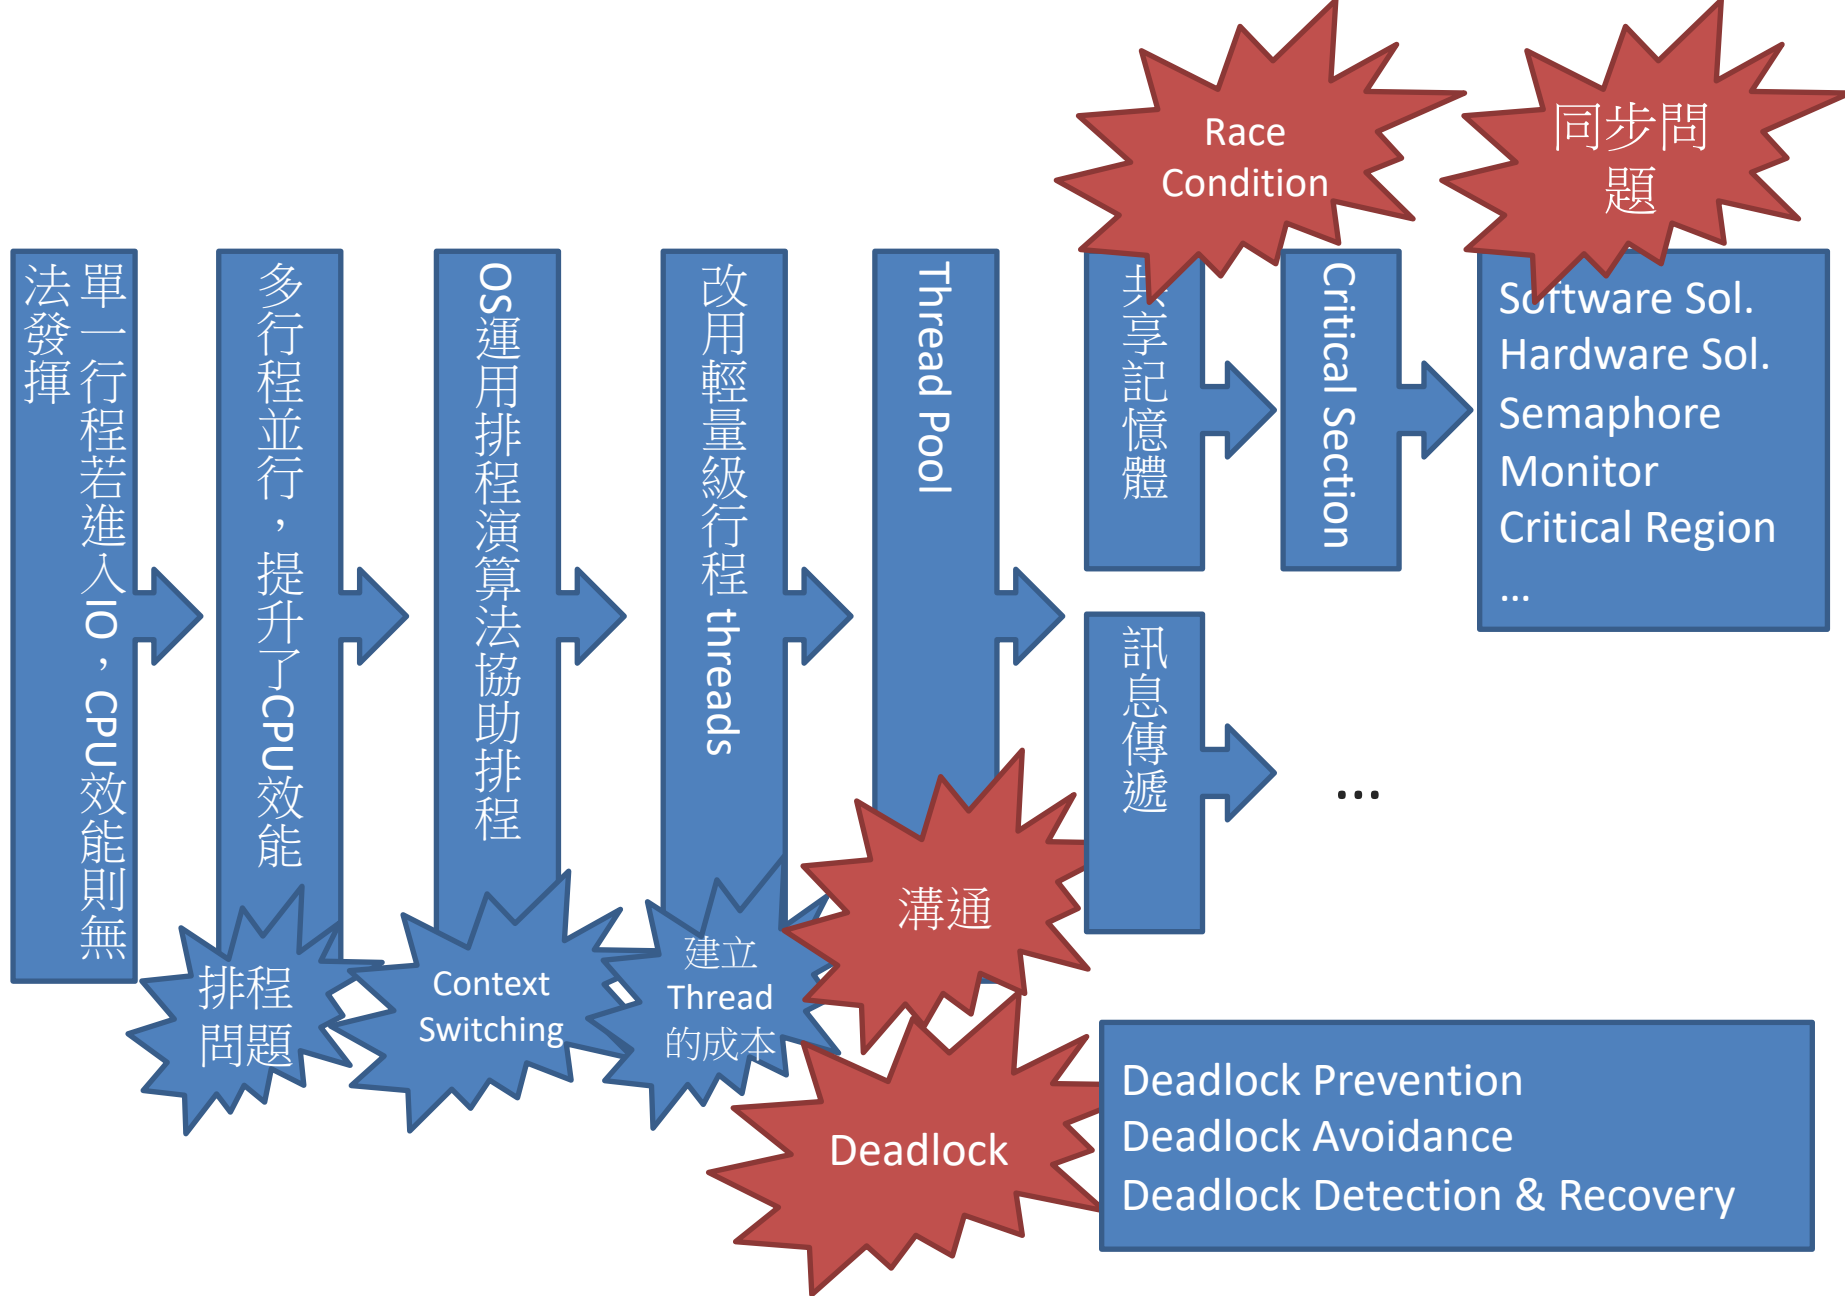 單一行程若進入IO，CPU效能則無
法發揮
多行程並行，提升了CPU效能
排程
問題
OS運用排程演算法協助排程
Context
Switching
改用輕量級行程 threads
建立
Thread
的成本
Thread Pool
溝通
Deadlock
Race
Condition
共享記憶體
Critical Section
同步問
題
Software Sol.
Hardware Sol.
Semaphore
Monitor
Critical Region
...
訊息傳遞
...
Deadlock Prevention
Deadlock Avoidance
Deadlock Detection & Recovery